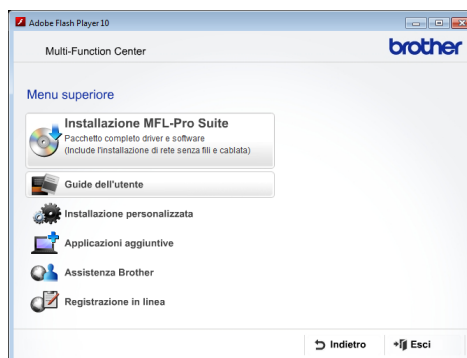 Adobe Flash Player 10
Multi-Function Center
brother
Menu superiore
Installazione MFL-Pro Suite
Pacchetto completo driver e software
(Include l'installazione di rete senza fili e cablata)
Guide dell'utente
Installazione personalizzata
Applicazioni aggiuntive
Assistenza Brother
Registrazione in linea
Indietro
Esci